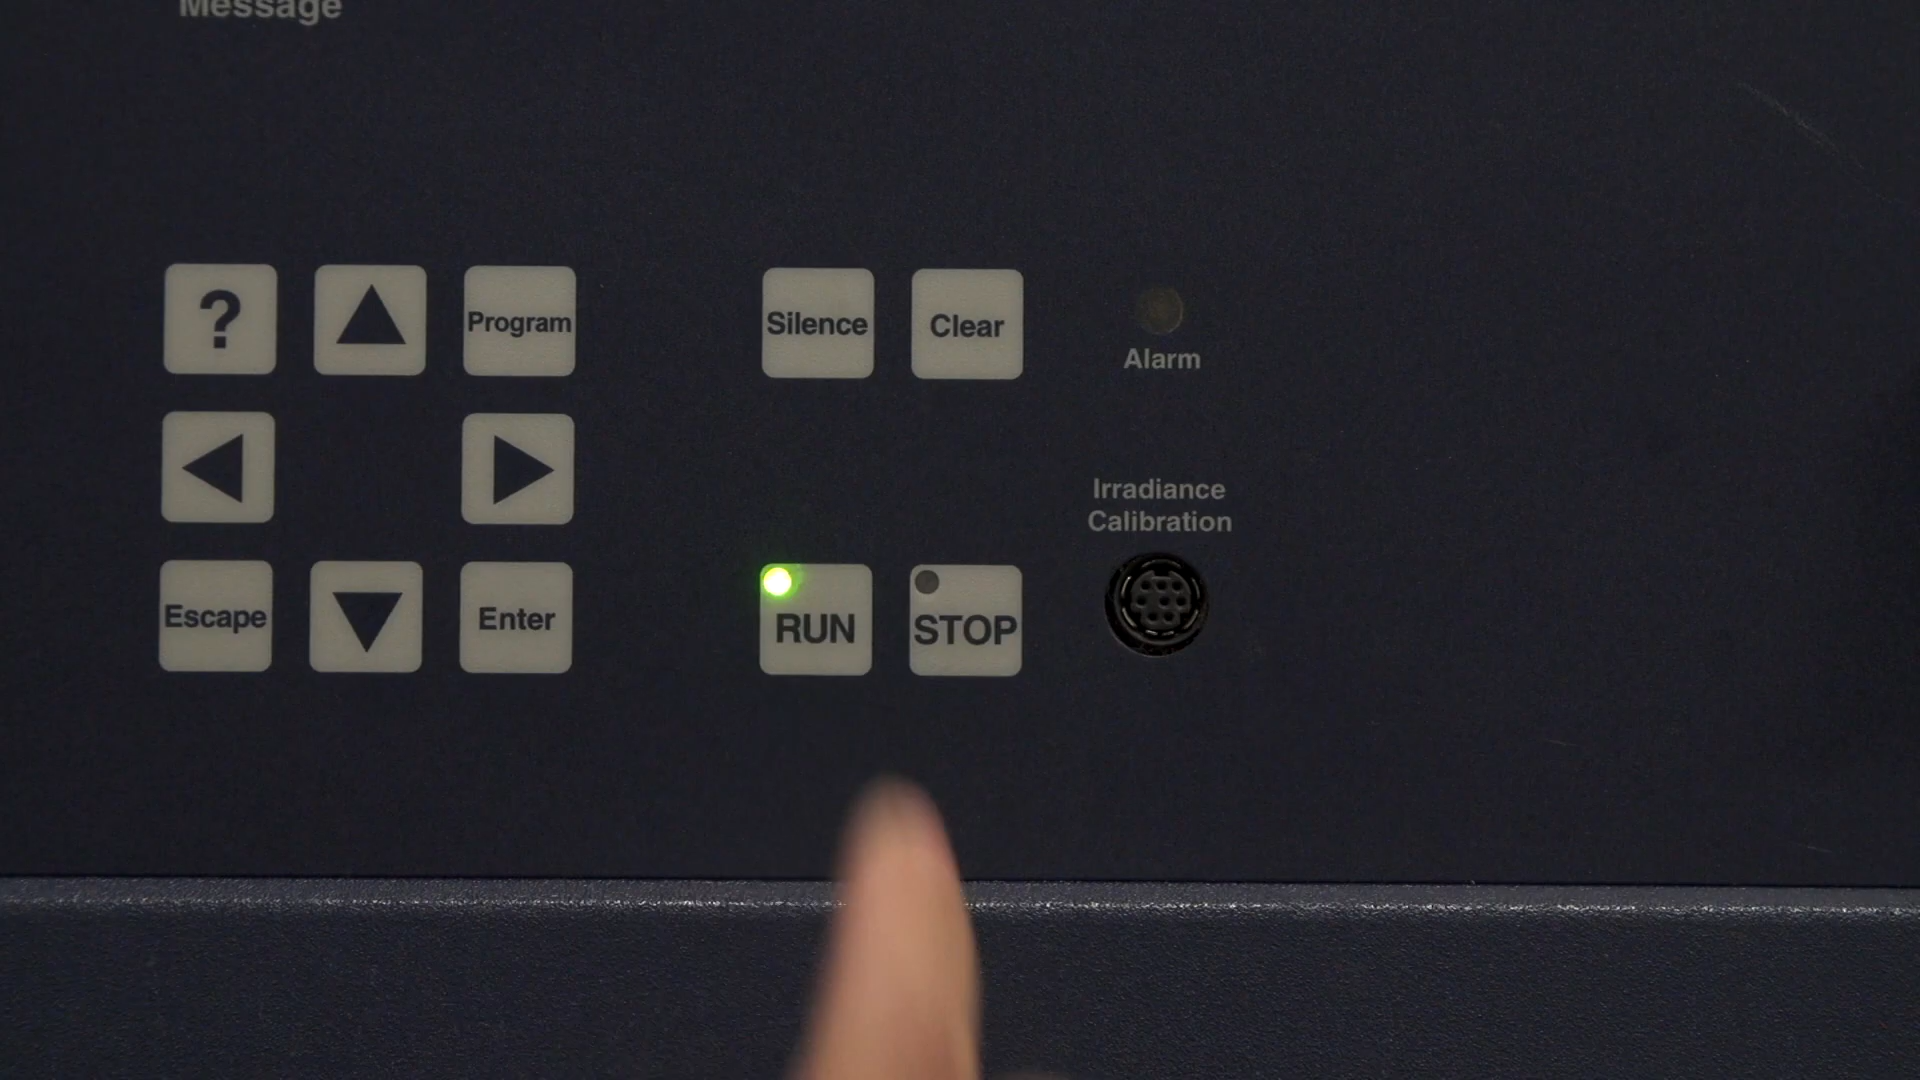 Message
?
Program
Silence
Clear
Alarm
Irradiance
Calibration
Escape
Enter
RUN
STOP